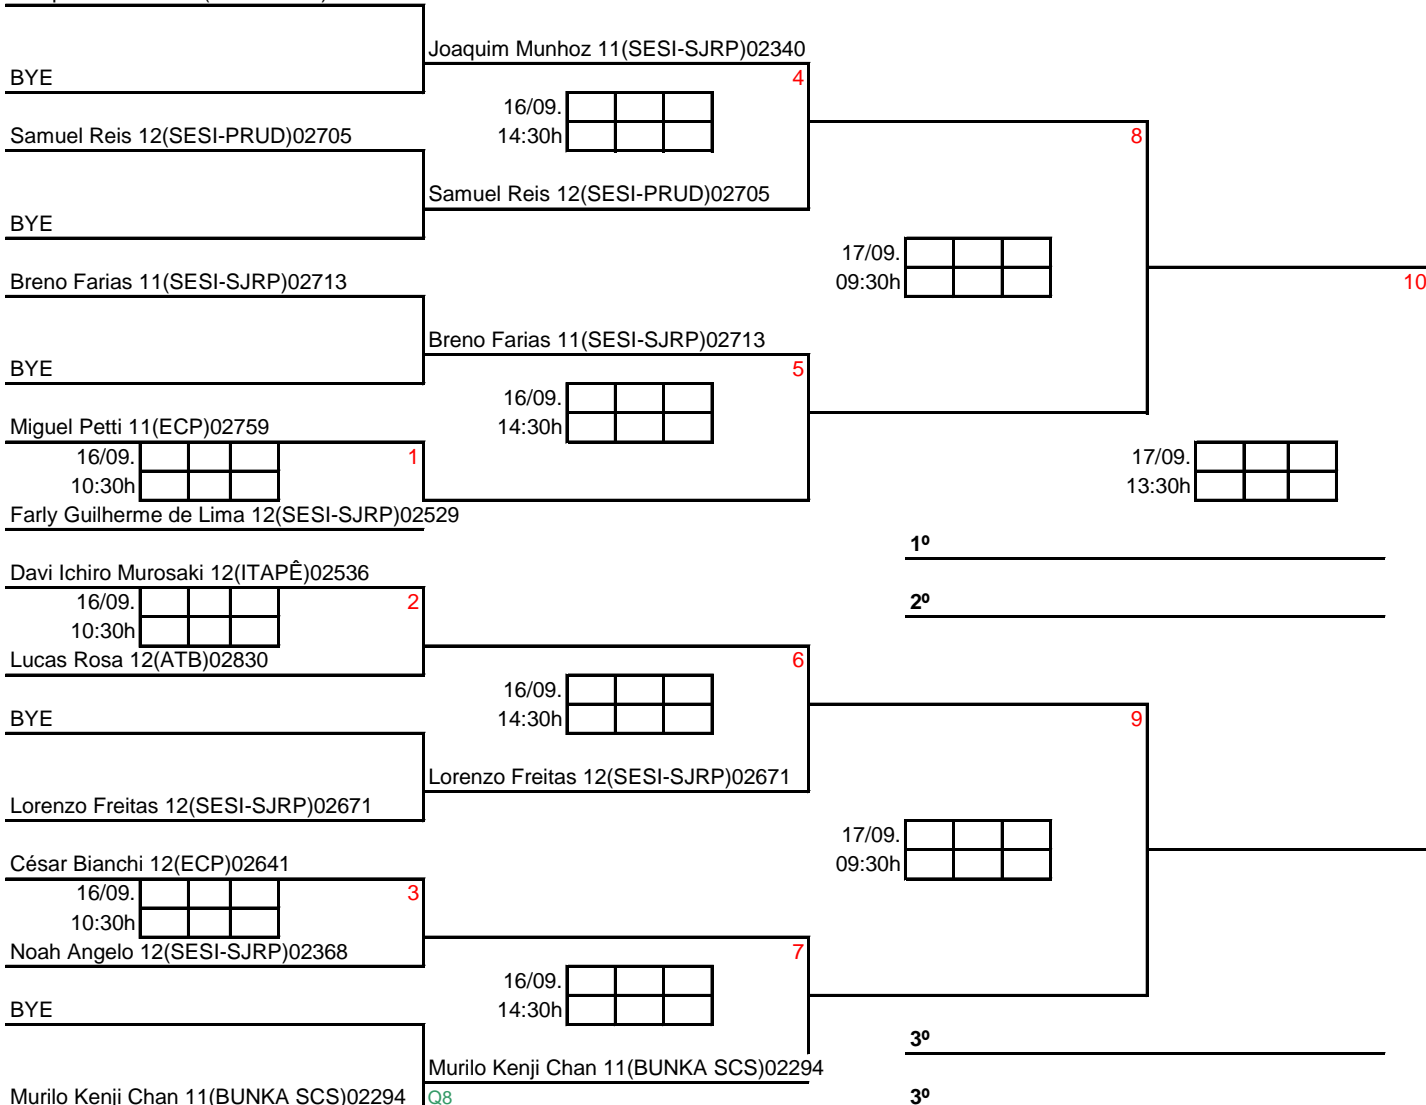 Joaquim Munhoz 11(SESI-SJRP)02340
BYE
4
16/09.
14:30h
Samuel Reis 12(SESI-PRUD)02705
8
Samuel Reis 12(SESI-PRUD)02705
BYE
17/09.
09:30h
Breno Farias 11(SESI-SJRP)02713
10
Breno Farias 11(SESI-SJRP)02713
BYE
5
16/09.
14:30h
Miguel Petti 11(ECP)02759
16/09.
10:30h
1
17/09.
13:30h
Farly Guilherme de Lima 12(SESI-SJRP)02529
1º
Davi Ichiro Murosaki 12(ITAPÊ)02536
16/09.
10:30h
2
2º
Lucas Rosa 12(ATB)02830
6
16/09.
14:30h
BYE
9
Lorenzo Freitas 12(SESI-SJRP)02671
Lorenzo Freitas 12(SESI-SJRP)02671
17/09.
09:30h
César Bianchi 12(ECP)02641
16/09.
10:30h
3
Noah Angelo 12(SESI-SJRP)02368
7
16/09.
14:30h
BYE
3º
Murilo Kenji Chan 11(BUNKA SCS)02294
Murilo Kenji Chan 11(BUNKA SCS)02294
Q8
3º